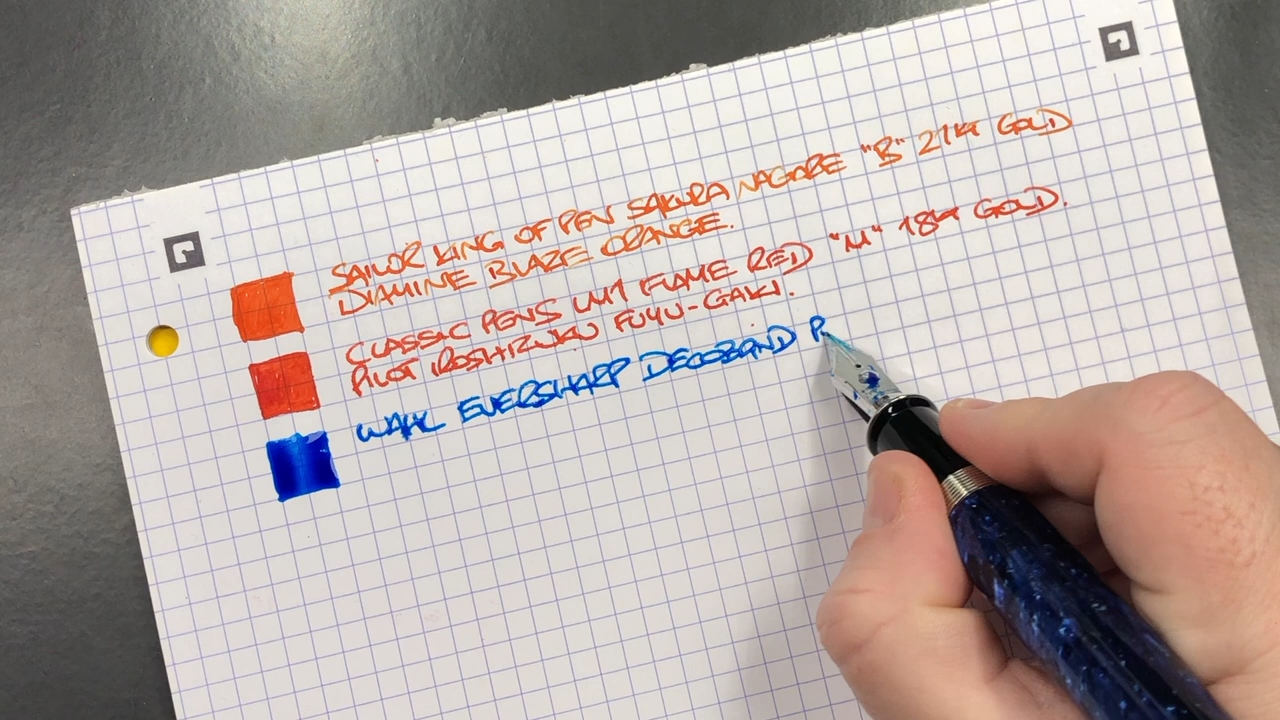 SAILOR KING OF PEN SAKURA NAGARE "B" 21K GOLD
DIAMINE BLAZE ORANGE.
CLASSIC PENS LM1 FLAME RED "M" 18K GOLD.
PILOT IROSHIZUKU FUYU-GAKI.
WAHL EVERSHARP DECOBAND